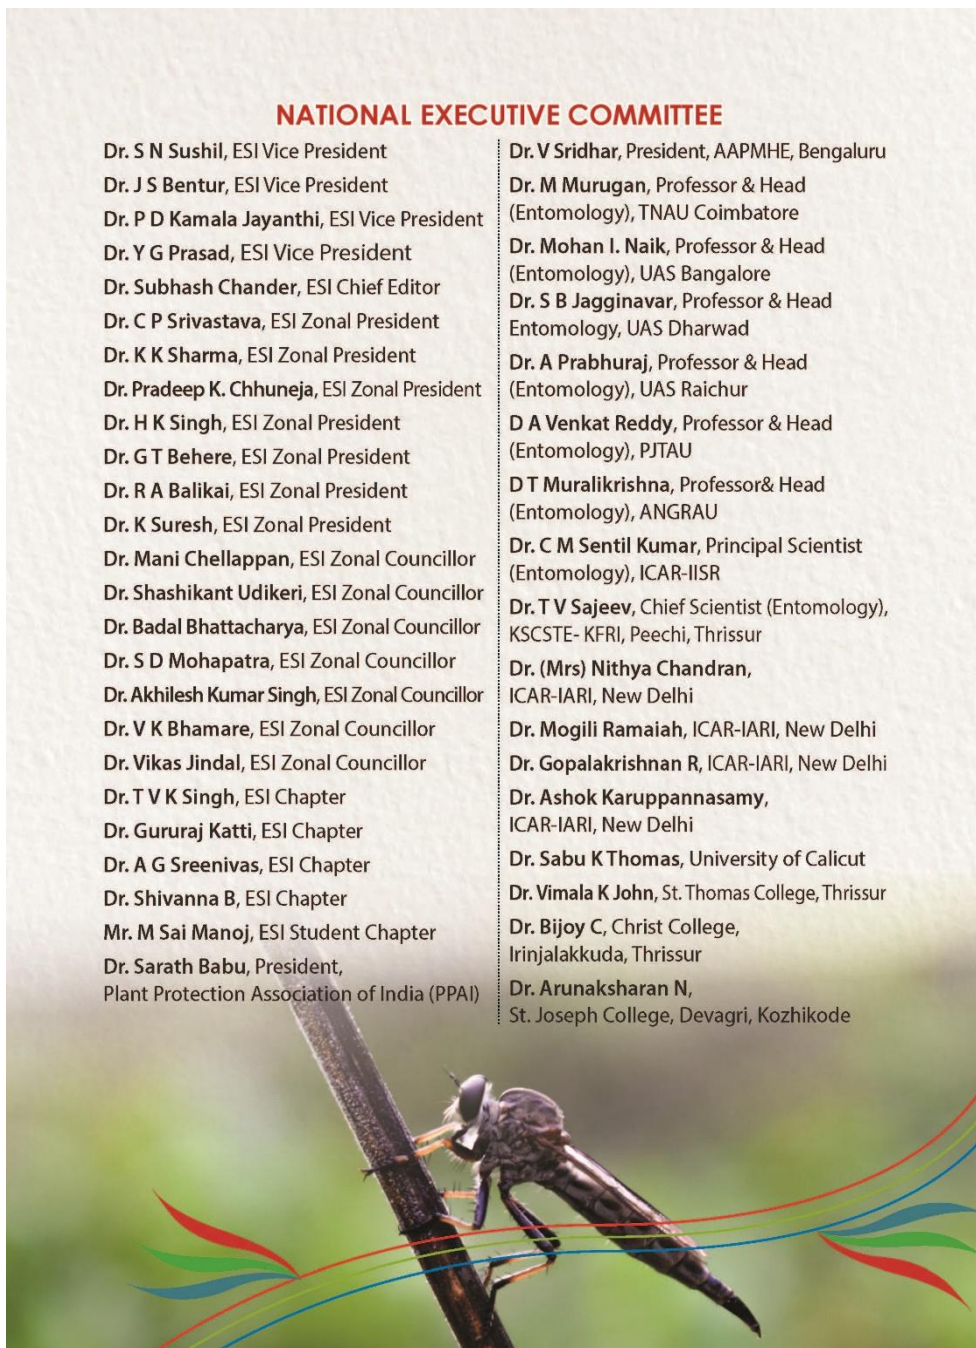 NATIONAL EXECUTIVE COMMITTEE
Dr. S N Sushil, ESI Vice President
Dr. J S Bentur, ESI Vice President
Dr. P D Kamala Jayanthi, ESI Vice President
Dr. Y G Prasad, ESI Vice President
Dr. Subhash Chander, ESI Chief Editor
Dr. C P Srivastava, ESI Zonal President
Dr. K K Sharma, ESI Zonal President
Dr. Pradeep K. Chhuneja, ESI Zonal President
Dr. H K Singh, ESI Zonal President
Dr. G T Behere, ESI Zonal President
Dr. R A Balikai, ESI Zonal President
Dr. K Suresh, ESI Zonal President
Dr. Mani Chellappan, ESI Zonal Councillor
Dr. Shashikant Udikeri, ESI Zonal Councillor
Dr. Badal Bhattacharya, ESI Zonal Councillor
Dr. S D Mohapatra, ESI Zonal Councillor
Dr. Akhilesh Kumar Singh, ESI Zonal Councillor
Dr. V K Bhamare, ESI Zonal Councillor
Dr. Vikas Jindal, ESI Zonal Councillor
Dr. T V K Singh, ESI Chapter
Dr. Gururaj Katti, ESI Chapter
Dr. A G Sreenivas, ESI Chapter
Dr. Shivanna B, ESI Chapter
Mr. M Sai Manoj, ESI Student Chapter
Dr. Sarath Babu, President,
Plant Protection Association of India (PPAI)
Dr. V Sridhar, President, AAPMHE, Bengaluru
Dr. M Murugan, Professor & Head
(Entomology), TNAU Coimbatore
Dr. Mohan I. Naik, Professor & Head
(Entomology), UAS Bangalore
Dr. S B Jagginavar, Professor & Head
Entomology, UAS Dharwad
Dr. A Prabhuraj, Professor & Head
(Entomology), UAS Raichur
D A Venkat Reddy, Professor & Head
(Entomology), PJTAU
D T Muralikrishna, Professor& Head
(Entomology), ANGRAU
Dr. C M Sentil Kumar, Principal Scientist
(Entomology), ICAR-IISR
Dr. T V Sajeev, Chief Scientist (Entomology),
KSCSTE- KFRI, Peechi, Thrissur
Dr. (Mrs) Nithya Chandran,
ICAR-IARI, New Delhi
Dr. Mogili Ramaiah, ICAR-IARI, New Delhi
Dr. Gopalakrishnan R, ICAR-IARI, New Delhi
Dr. Ashok Karuppannasamy,
ICAR-IARI, New Delhi
Dr. Sabu K Thomas, University of Calicut
Dr. Vimala K John, St. Thomas College, Thrissur
Dr. Bijoy C, Christ College,
Irinjalakkuda, Thrissur
Dr. Arunaksharan N,
St. Joseph College, Devagri, Kozhikode